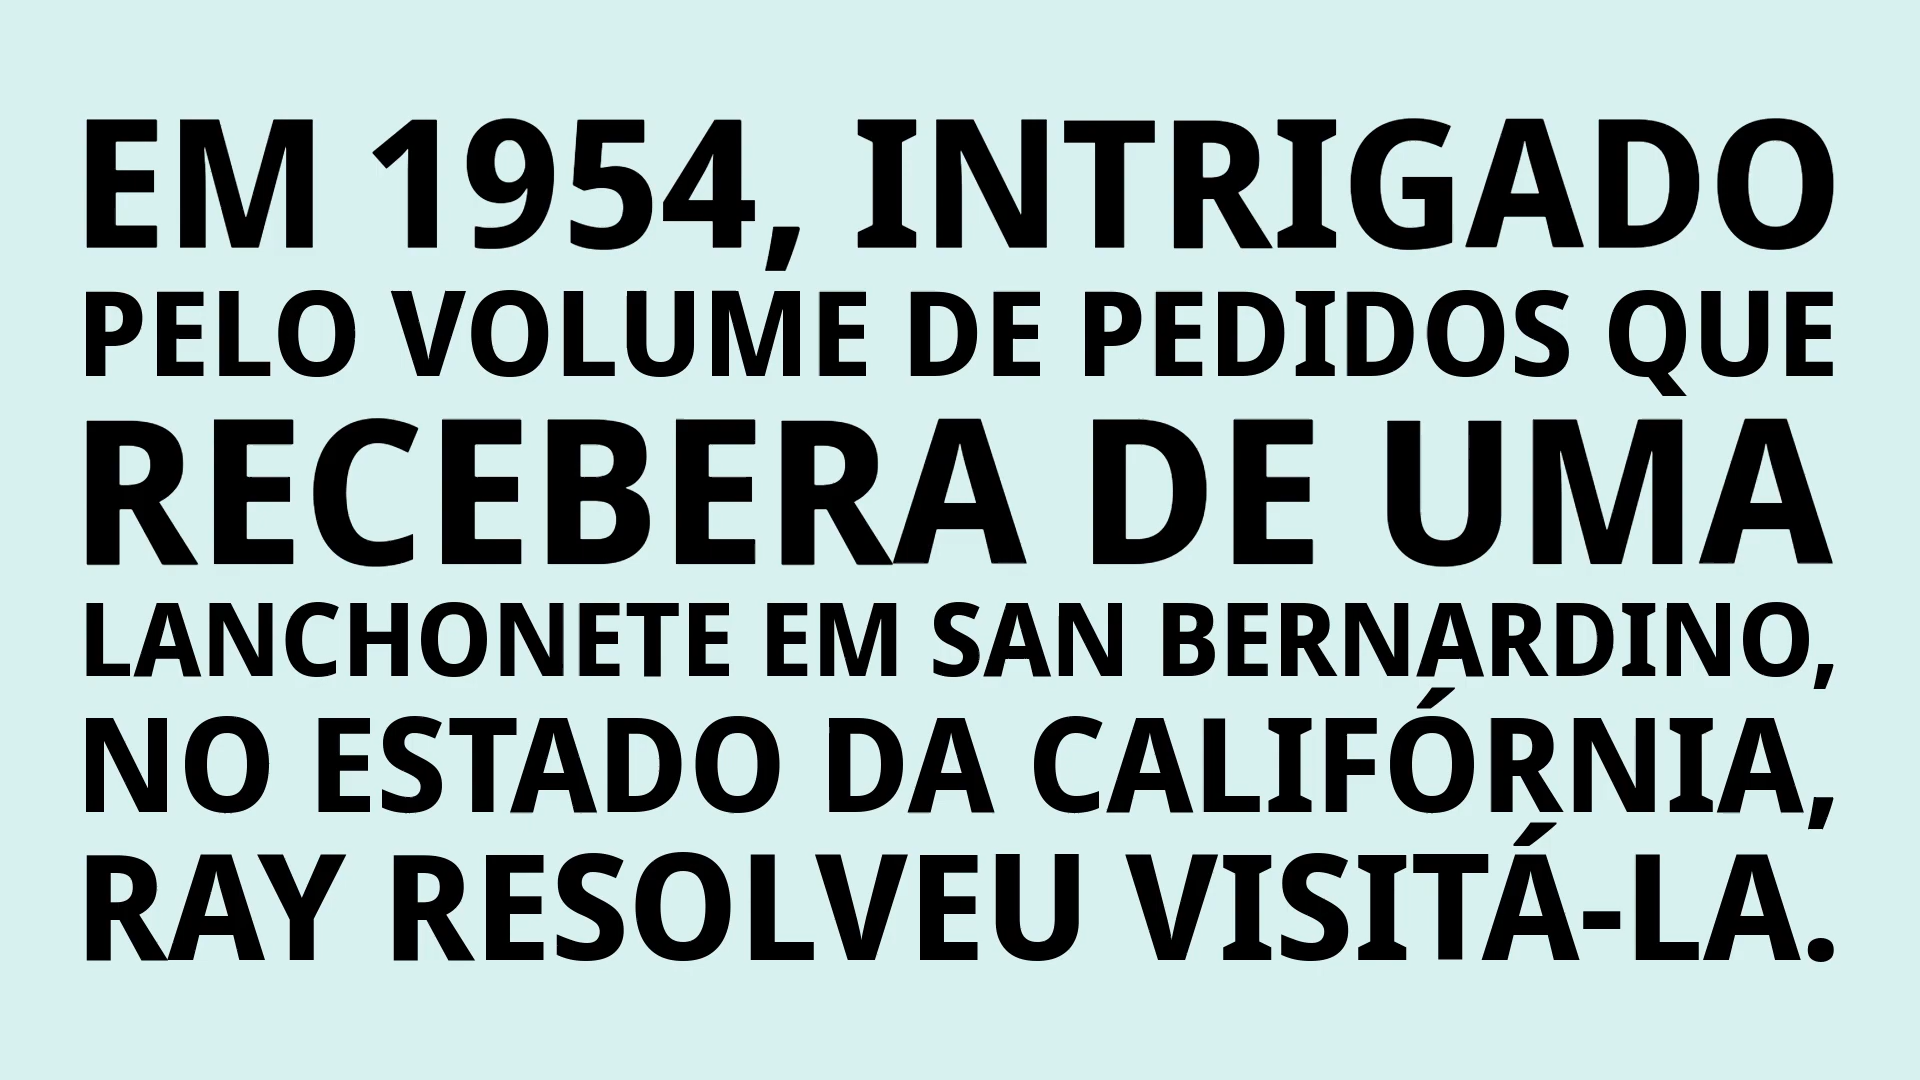 EM 1954, INTRIGADO
PELO VOLUME DE PEDIDOS QUE
RECEBERA DE UMA
LANCHONETE EM SAN BERNARDINO,
NO ESTADO DA CALIFÓRNIA,
RAY RESOLVEU VISITÁ-LA.